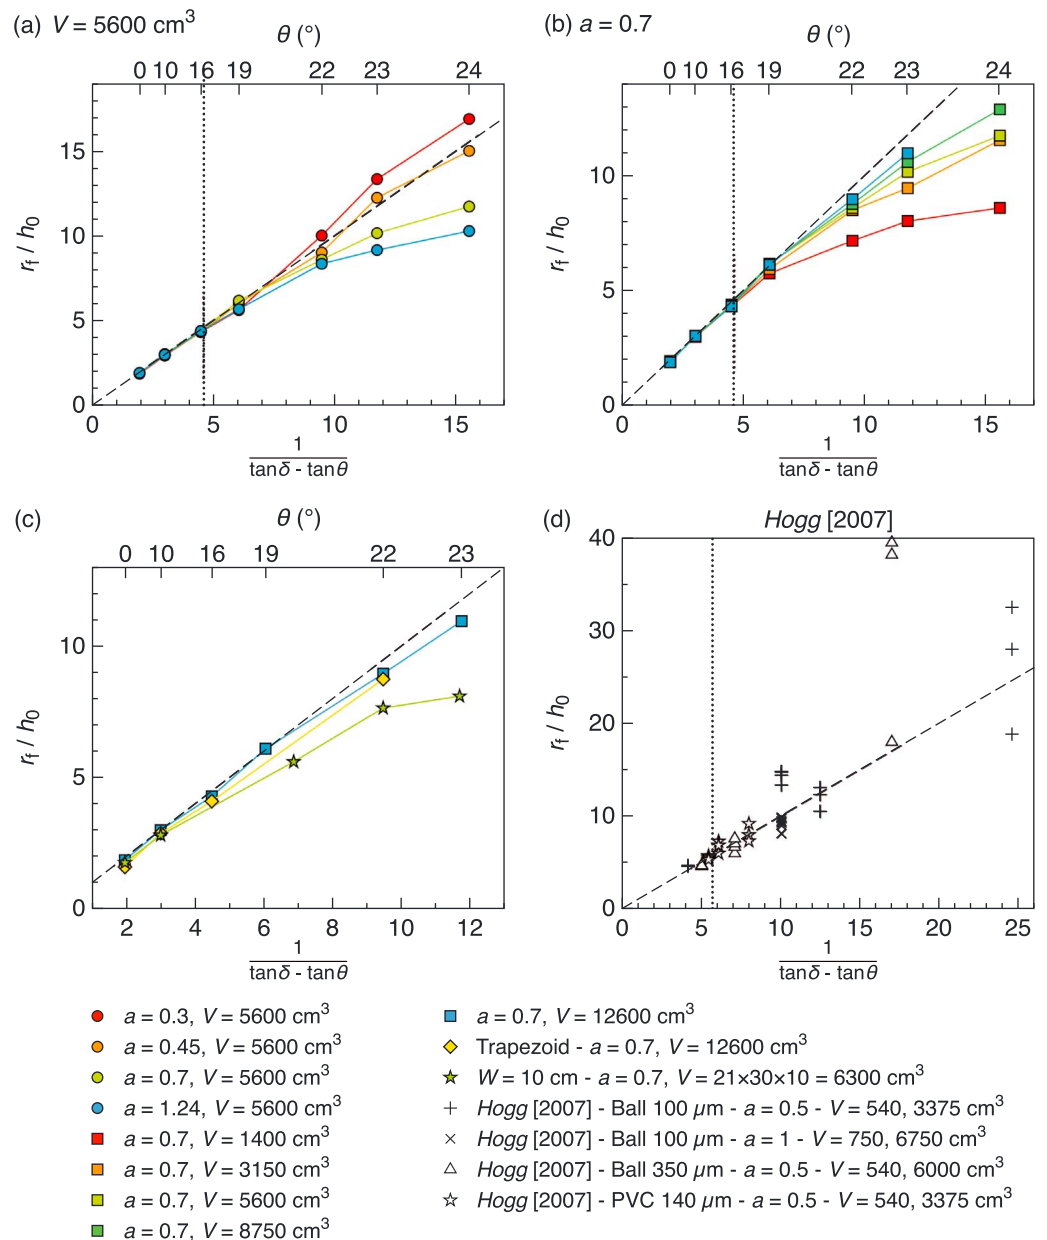 (a) V = 5600 cm³
θ (°)
0 10 16 19 22 23 24
15
10
5
0
r_f / h_0
0 5 10 15
1
tanδ - tanθ
(b) a = 0.7
θ (°)
0 10 16 19 22 23 24
10
5
0
r_f / h_0
0 5 10 15
1
tanδ - tanθ
(c)
θ (°)
0 10 16 19 22 23
10
5
0
r_f / h_0
2 4 6 8 10 12
1
tanδ - tanθ
(d) Hogg [2007]
40
30
20
10
0
r_f / h_0
0 5 10 15 20 25
1
tanδ - tanθ
a = 0.3, V = 5600 cm³
a = 0.45, V = 5600 cm³
a = 0.7, V = 5600 cm³
a = 1.24, V = 5600 cm³
a = 0.7, V = 1400 cm³
a = 0.7, V = 3150 cm³
a = 0.7, V = 5600 cm³
a = 0.7, V = 8750 cm³
a = 0.7, V = 12600 cm³
Trapezoid - a = 0.7, V = 12600 cm³
W = 10 cm - a = 0.7, V = 21×30×10 = 6300 cm³
Hogg [2007] - Ball 100 µm - a = 0.5 - V = 540, 3375 cm³
Hogg [2007] - Ball 100 µm - a = 1 - V = 750, 6750 cm³
Hogg [2007] - Ball 350 µm - a = 0.5 - V = 540, 6000 cm³
Hogg [2007] - PVC 140 µm - a = 0.5 - V = 540, 3375 cm³